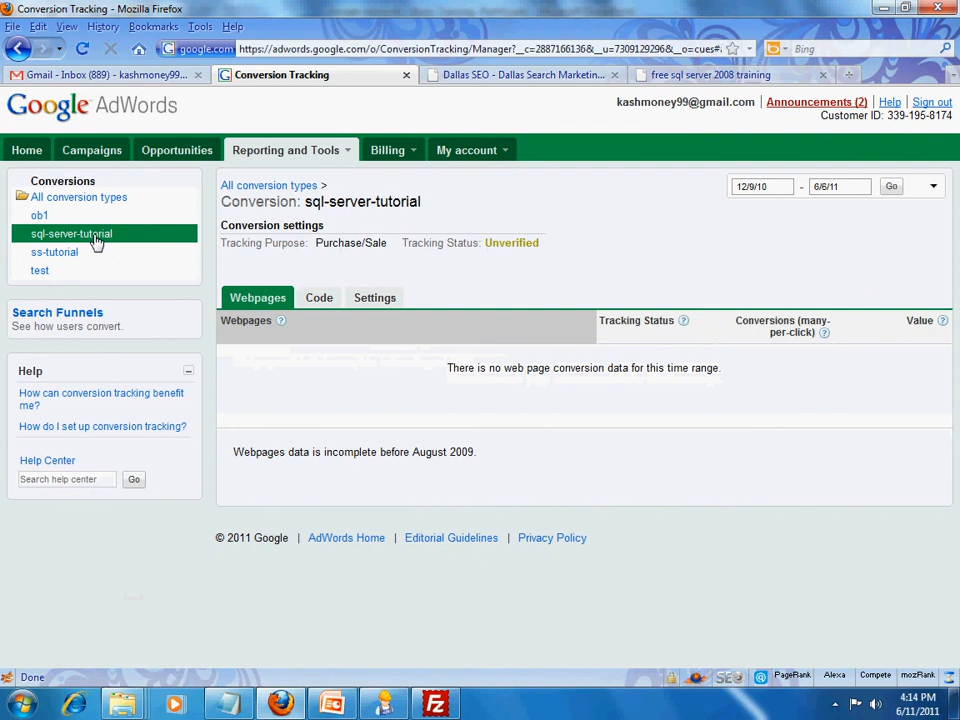 Conversion Tracking - Mozilla Firefox
File Edit View History Bookmarks Tools Help
google.com https://adwords.google.com/o/ConversionTracking/Manager?__c=2887166136&__u=7309129296&__o=cues#a Bing
Gmail - Inbox (889) - kashmoney99... Conversion Tracking Dallas SEO - Dallas Search Marketin... free sql server 2008 training
Google AdWords
kashmoney99@gmail.com Announcements (2) Help Sign out
Customer ID: 339-195-8174
Home Campaigns Opportunities Reporting and Tools Billing My account
Conversions
All conversion types
ob1
sql-server-tutorial
ss-tutorial
test
Search Funnels
See how users convert.
Help
How can conversion tracking benefit
me?
How do I set up conversion tracking?
Help Center
Search help center Go
All conversion types >
Conversion: sql-server-tutorial
12/9/10 - 6/6/11 Go
Conversion settings
Tracking Purpose: Purchase/Sale Tracking Status: Unverified
Webpages Code Settings
Webpages ? Tracking Status ? Conversions (many-
per-click) ? Value ?
There is no web page conversion data for this time range.
Webpages data is incomplete before August 2009.
© 2011 Google | AdWords Home | Editorial Guidelines | Privacy Policy
Done
SE PageRank Alexa Compete mozRank
4:14 PM
6/11/2011